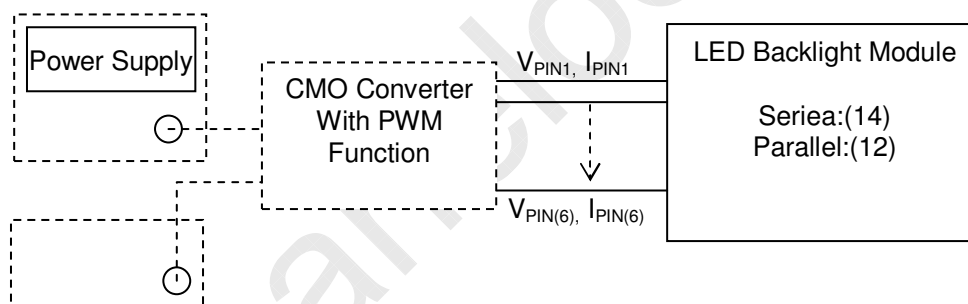 Power Supply
CMO Converter
With PWM
Function
VPIN1, IPIN1
VPIN(6), IPIN(6)
LED Backlight Module
Seriea:(14)
Parallel:(12)